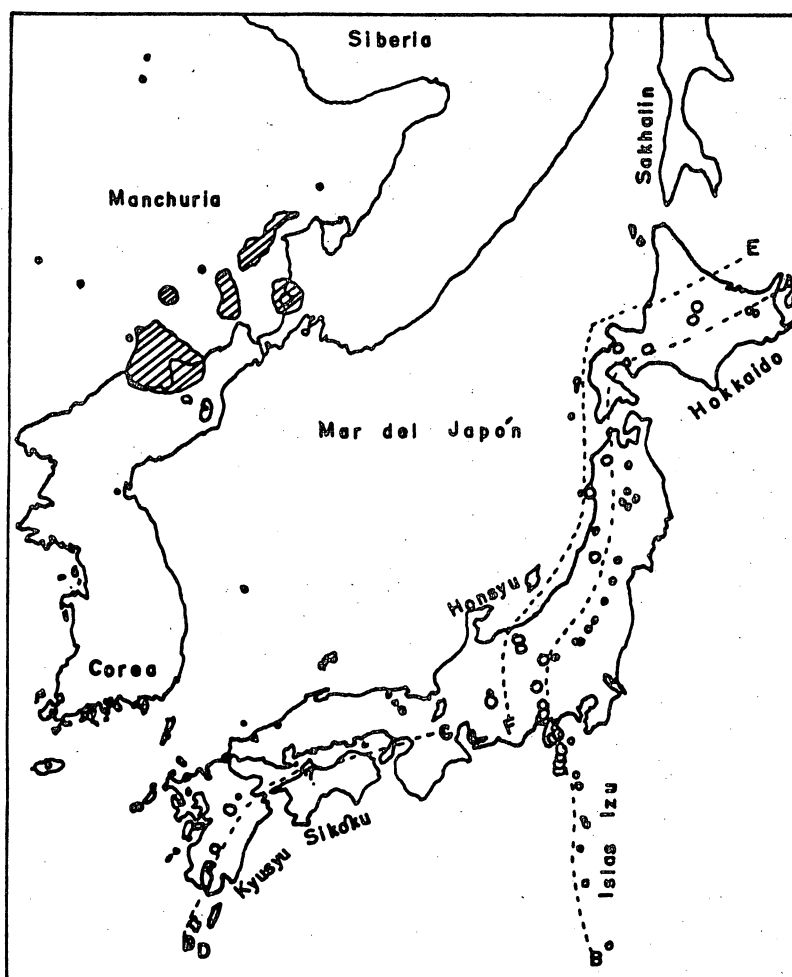 Siberia
Sakhalin
Manchuria
E
A
Hokkaido
Mar del Japón
Honsyu
Corea
F
Sikoku
Kyusyu
Islas Izu
D
B